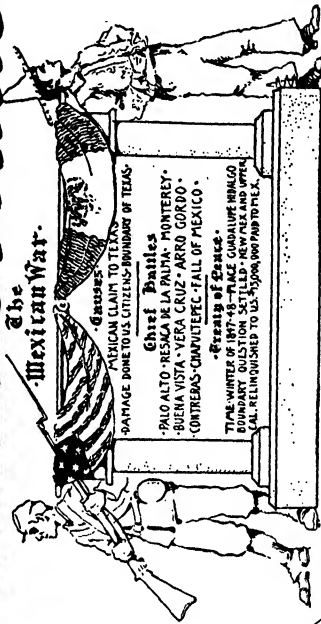 The
·Mexican War·
·Causes·
MEXICAN CLAIM TO TEXAS
·DAMAGE DONE TO U.S. CITIZENS·BOUNDARY OF TEXAS·
Chief Battles
·PALO ALTO·RESACA DE LA PALMA·MONTEREY·
·BUENA VISTA·VERA CRUZ·ARRO GORDO·
·CONTRERAS·CHAPULTEPEC·FALL OF MEXICO·
·Treaty of Peace·
TIME-WINTER OF 1847-48-PLACE GUADALUPE HIDALGO
BOUNDARY QUESTION SETTLED-NEW MEX AND UPPER
CAL. RELINQUISHED TO U.S.-$15,000,000 PAID TO MEX.